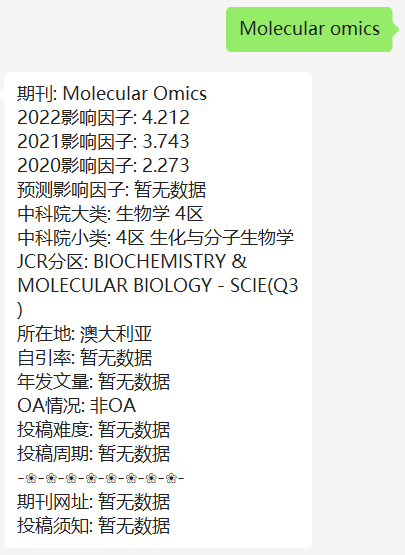 Molecular omics
期刊: Molecular Omics
2022影响因子: 4.212
2021影响因子: 3.743
2020影响因子: 2.273
预测影响因子: 暂无数据
中科院大类: 生物学 4区
中科院小类: 4区 生化与分子生物学
JCR分区: BIOCHEMISTRY &
MOLECULAR BIOLOGY - SCIE(Q3
)
所在地: 澳大利亚
自引率: 暂无数据
年发文量: 暂无数据
OA情况: 非OA
投稿难度: 暂无数据
投稿周期: 暂无数据
-❀-❀-❀-❀-❀-❀-❀-❀-
期刊网址: 暂无数据
投稿须知: 暂无数据